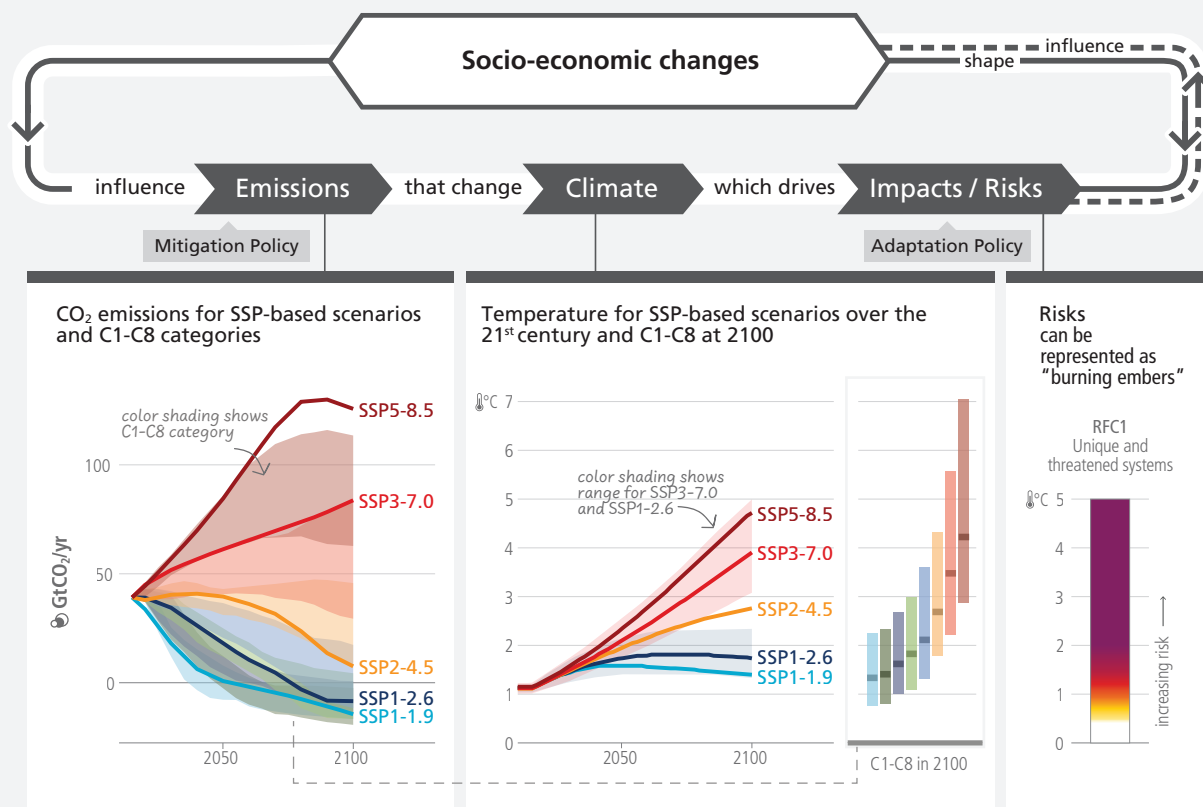 Socio-economic changes
influence
shape
influence
Emissions
that change
Climate
which drives
Impacts / Risks
Mitigation Policy
Adaptation Policy
CO₂ emissions for SSP-based scenarios
and C1-C8 categories
color shading shows
C1-C8 category
100
50
0
GtCO₂/yr
2050
2100
SSP5-8.5
SSP3-7.0
SSP2-4.5
SSP1-2.6
SSP1-1.9
Temperature for SSP-based scenarios over the
21st century and C1-C8 at 2100
°C
7
6
5
4
3
2
1
0
color shading shows
range for SSP3-7.0
and SSP1-2.6
SSP5-8.5
SSP3-7.0
SSP2-4.5
SSP1-2.6
SSP1-1.9
2050
2100
C1-C8 in 2100
Risks
can be
represented as
“burning embers”
RFC1
Unique and
threatened systems
°C
5
4
3
2
1
0
increasing risk